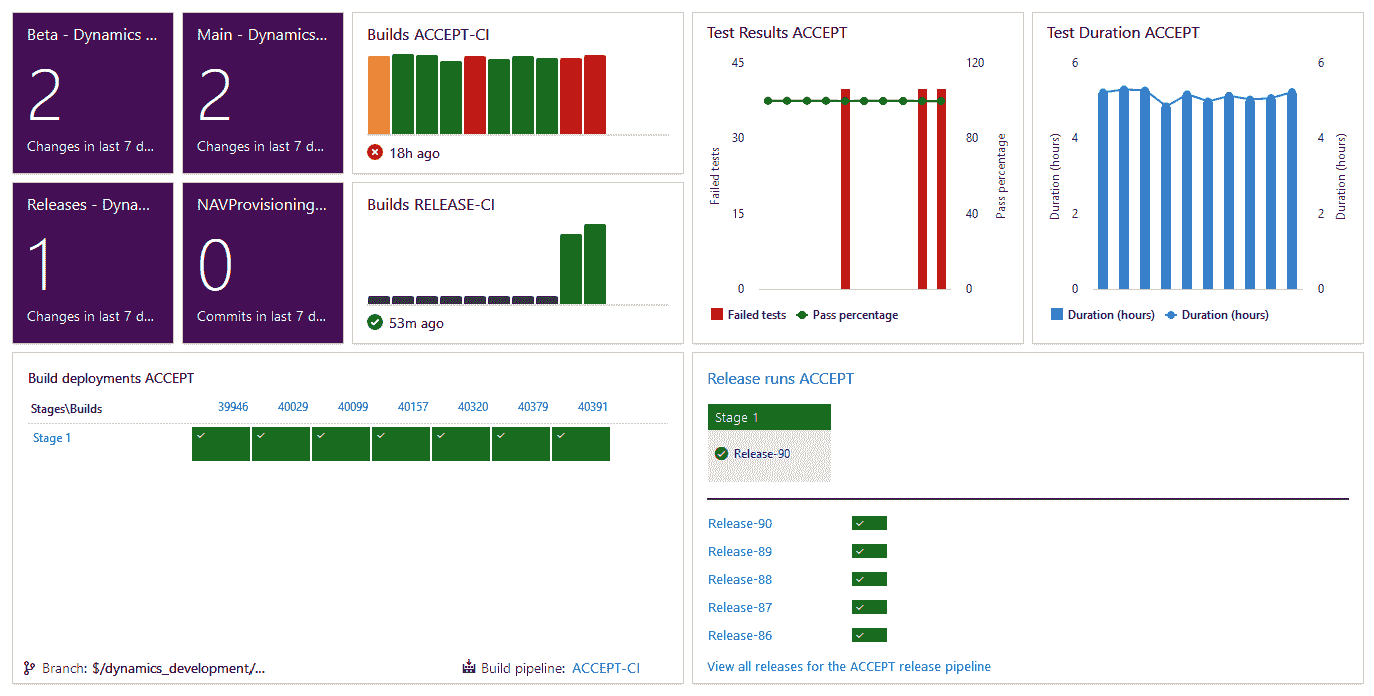 Beta - Dynamics ...
2
Changes in last 7 d...
Main - Dynamics...
2
Changes in last 7 d...
Builds ACCEPT-CI
18h ago
Releases - Dyna...
1
Changes in last 7 d...
NAVProvisioning...
0
Commits in last 7 d...
Builds RELEASE-CI
53m ago
Test Results ACCEPT
45 120
30 80
15 40
0 0
Failed tests
Pass percentage
Failed tests Pass percentage
Test Duration ACCEPT
6 6
4 4
2 2
0 0
Duration (hours)
Duration (hours)
Duration (hours) Duration (hours)
Build deployments ACCEPT
Stages\Builds 39946 40029 40099 40157 40320 40379 40391
Stage 1
Branch: $/dynamics_development/... Build pipeline: ACCEPT-CI
Release runs ACCEPT
Stage 1
Release-90
Release-90
Release-89
Release-88
Release-87
Release-86
View all releases for the ACCEPT release pipeline